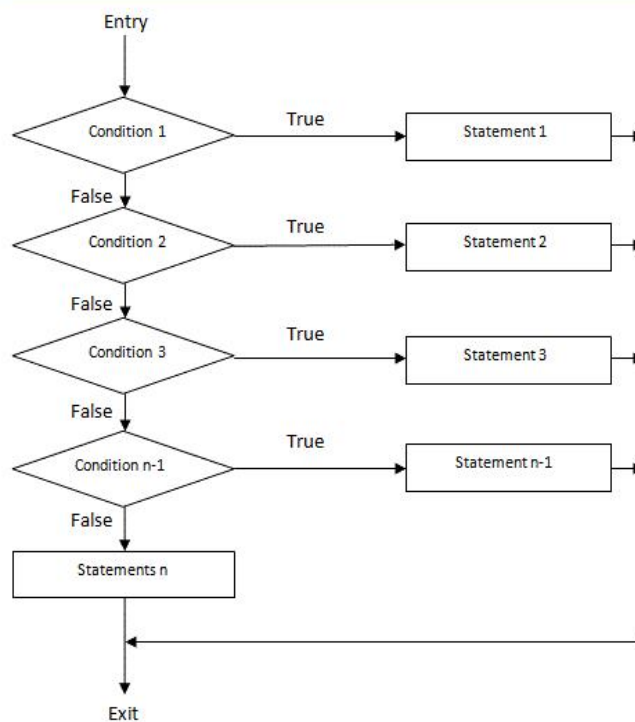 Entry
Condition 1
True
Statement 1
False
Condition 2
True
Statement 2
False
Condition 3
True
Statement 3
False
Condition n-1
True
Statement n-1
False
Statements n
Exit